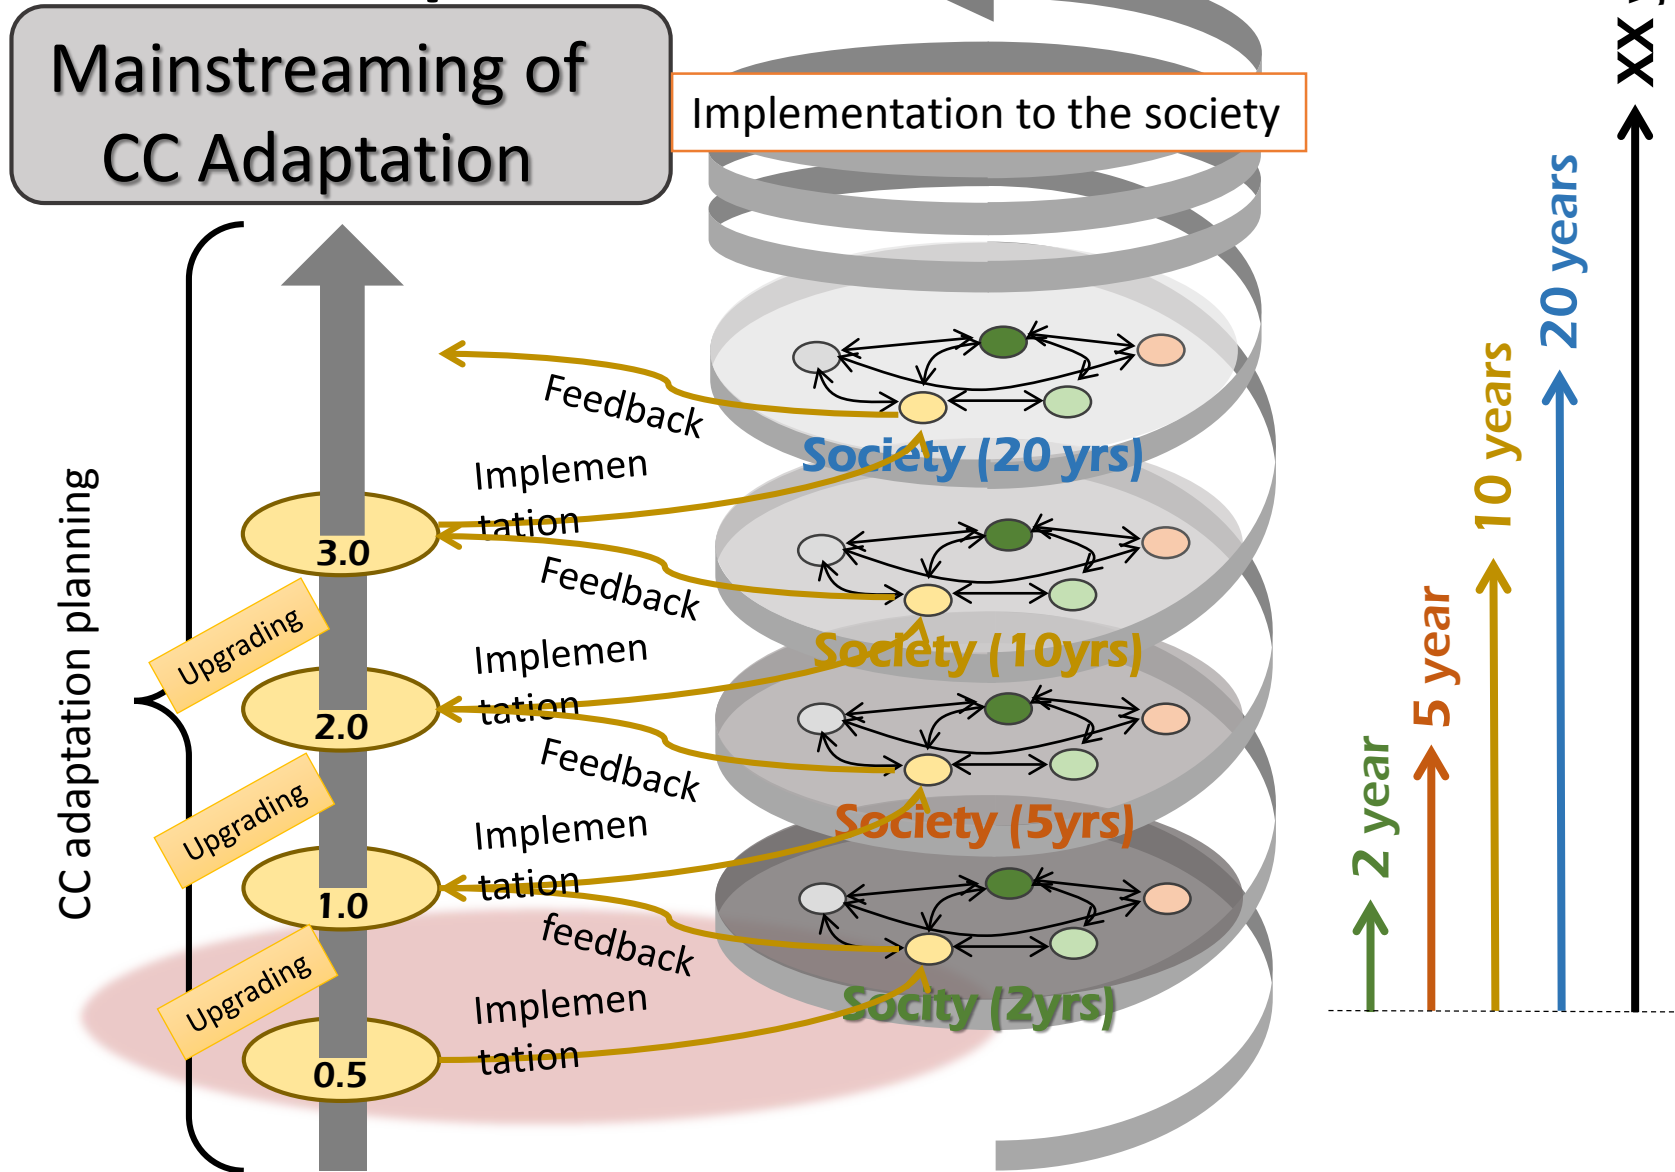 Mainstreaming of
CC Adaptation
Implementation to the society
XX
20 years
10 years
5 year
2 year
CC adaptation planning
Feedback
Society (20 yrs)
Implemen
tation
3.0
Feedback
Upgrading
Society (10yrs)
Implemen
tation
2.0
Feedback
Upgrading
Society (5yrs)
Implemen
tation
1.0
feedback
Upgrading
Socity (2yrs)
Implemen
tation
0.5